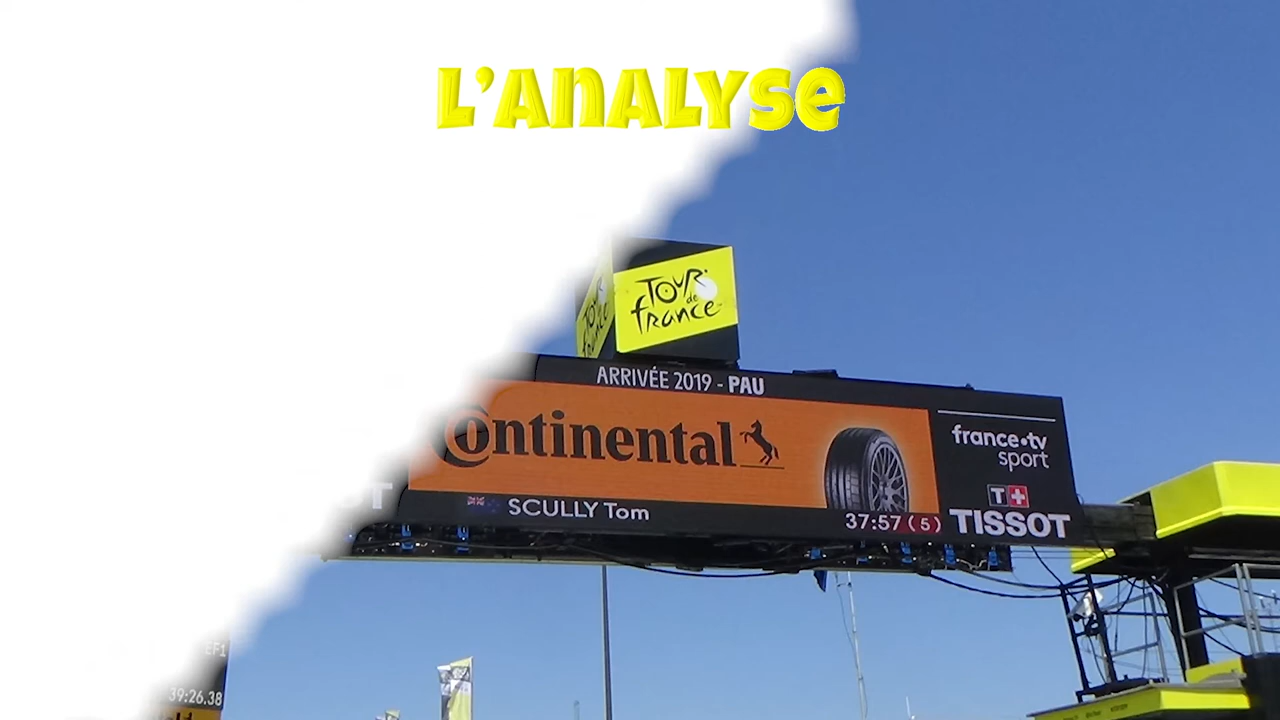 L'ANALYSE
TOUR
de
france
TOUR
france
ARRIVÉE 2019 - PAU
Continental
france•tv
sport
T
SCULLY Tom
37:57 (5)
T+
TISSOT
EF1
39:26.38